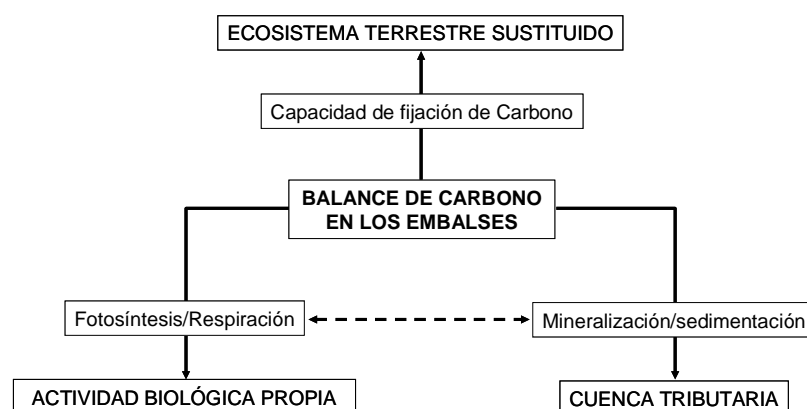 ECOSISTEMA TERRESTRE SUSTITUIDO
Capacidad de fijación de Carbono
BALANCE DE CARBONO
EN LOS EMBALSES
Fotosíntesis/Respiración
Mineralización/sedimentación
ACTIVIDAD BIOLÓGICA PROPIA
CUENCA TRIBUTARIA